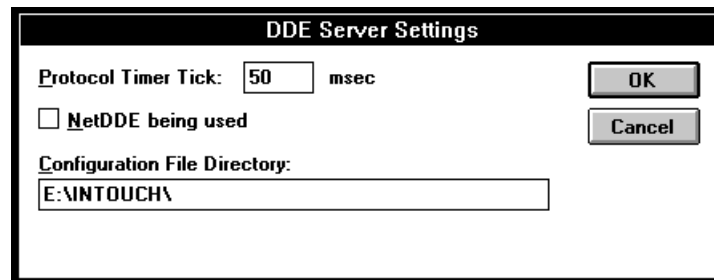 DDE Server Settings
Protocol Timer Tick: 50 msec
OK
NetDDE being used
Cancel
Configuration File Directory:
E:\INTOUCH\